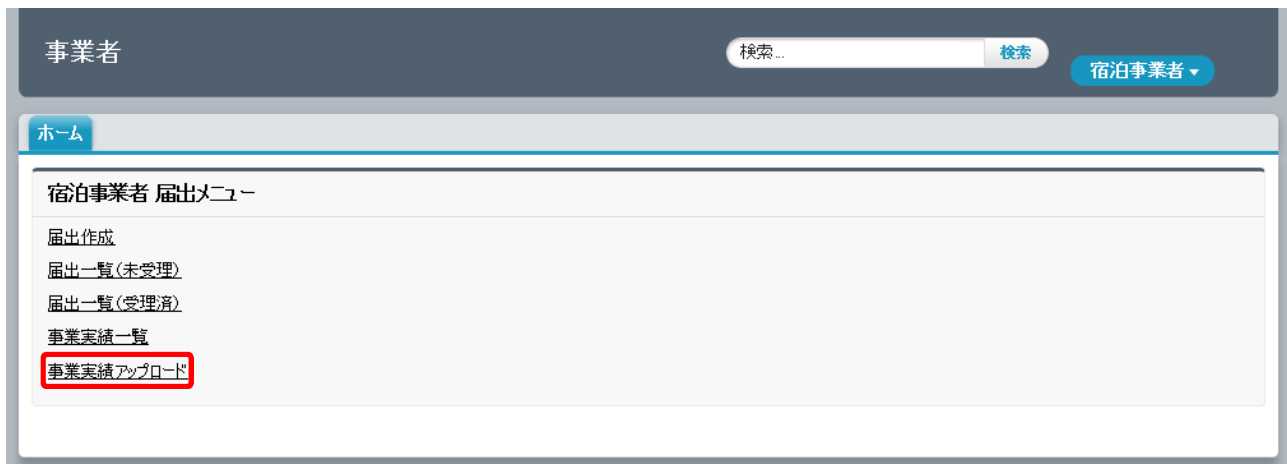 事業者
検索... 検索
宿泊事業者▼
ホーム
宿泊事業者 届出メニュー
届出作成
届出一覧(未受理)
届出一覧(受理済)
事業実績一覧
事業実績アップロード